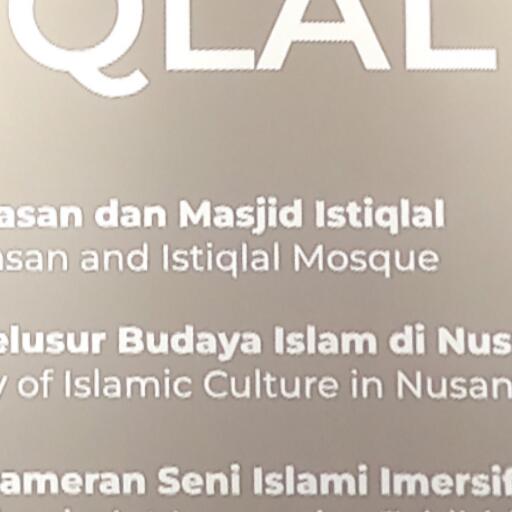 QLAL
asan dan Masjid Istiqlal
asan and Istiqlal Mosque
elusur Budaya Islam di Nus
y of Islamic Culture in Nusan
ameran Seni Islami Imersif